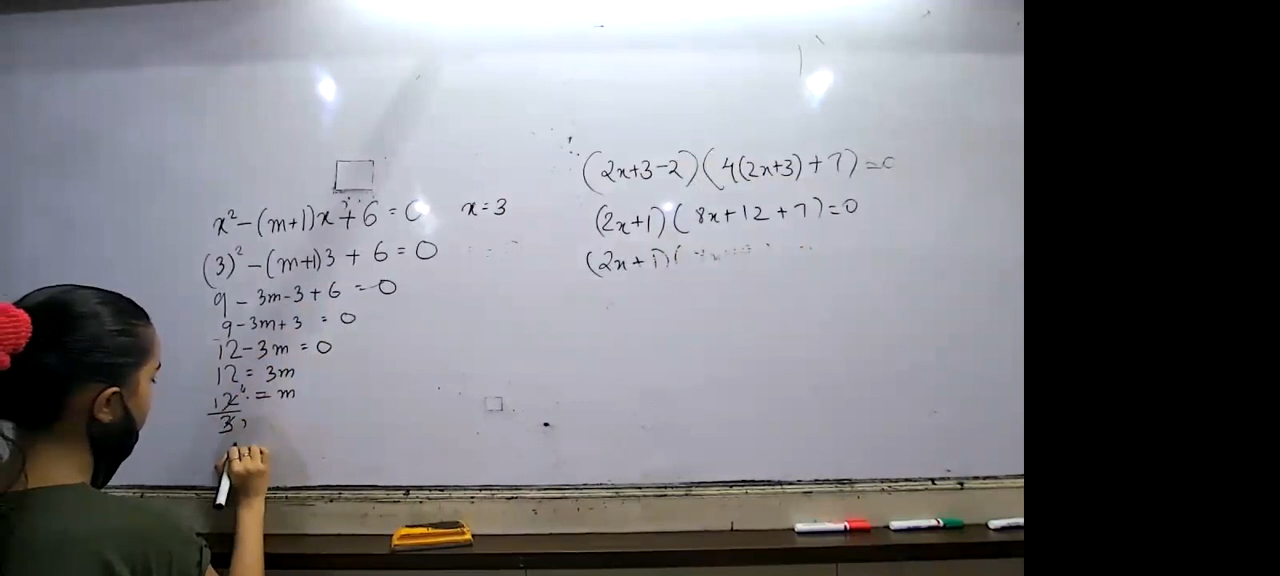 x² - (m+1)x + 6 = 0 x = 3
(3)² - (m+1)3 + 6 = 0
9 - 3m - 3 + 6 = 0
9 - 3m + 3 = 0
12 - 3m = 0
12 = 3m
12 4 = m
3
(2x+3-2)(4(2x+3)+7)=0
(2x+1)(8x+12+7)=0
(2x+1)(